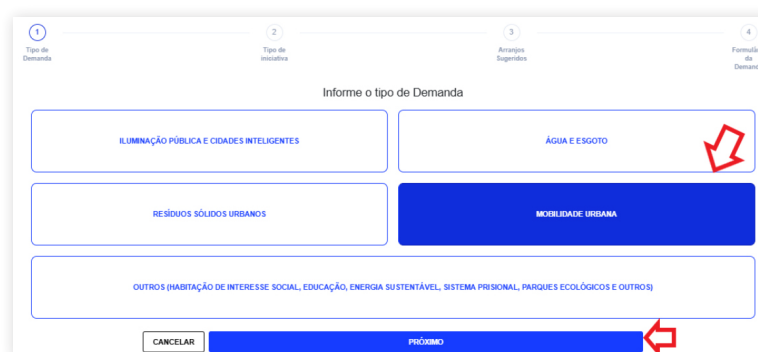 1
Tipo de
Demanda
2
Tipo de
Iniciativa
3
Arranjos
Sugeridos
4
da
Informe o tipo de Demanda
ILUMINAÇÃO PÚBLICA E CIDADES INTELIGENTES
ÁGUA E ESGOTO
RESÍDUOS SÓLIDOS URBANOS
MOBILIDADE URBANA
OUTROS (HABITAÇÃO DE INTERESSE SOCIAL, EDUCAÇÃO, ENERGIA SUSTENTÁVEL, SISTEMA PRISIONAL, PARQUES ECOLÓGICOS E OUTROS)
CANCELAR
PRÓXIMO